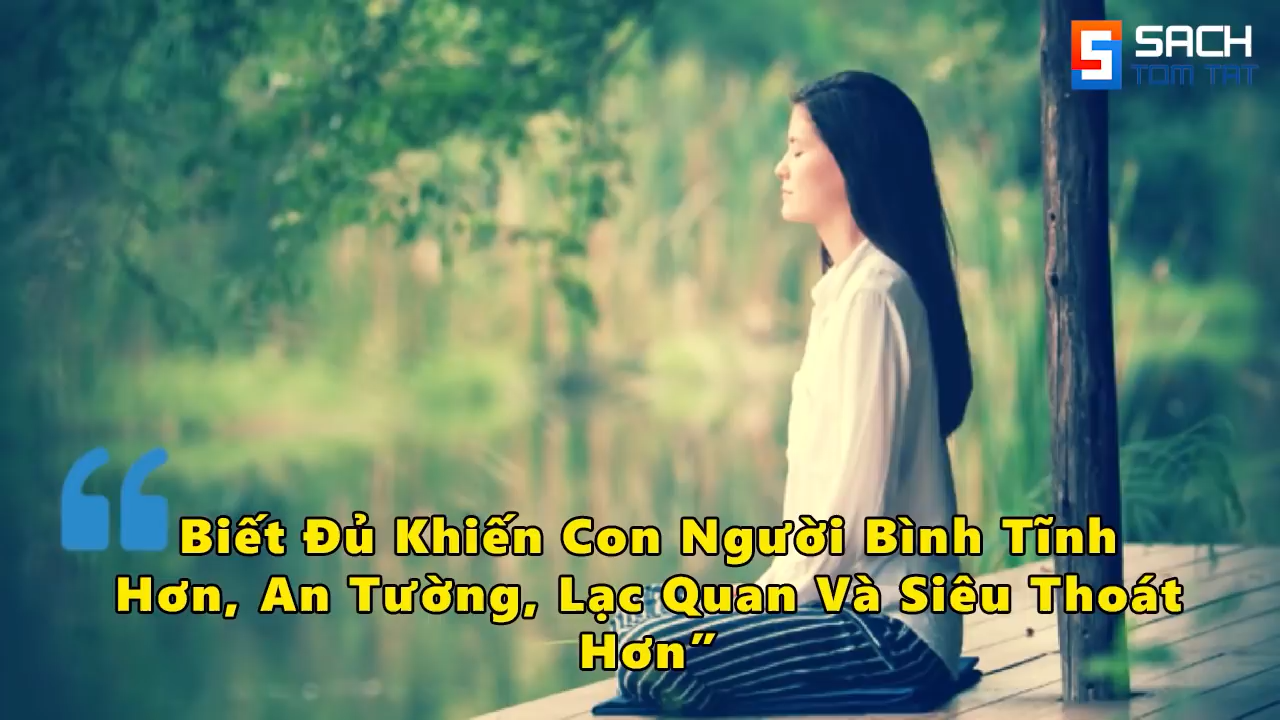 SACH
TOM TAT
“ Biết Đủ Khiến Con Người Bình Tĩnh
Hơn, An Tường, Lạc Quan Và Siêu Thoát
Hơn”